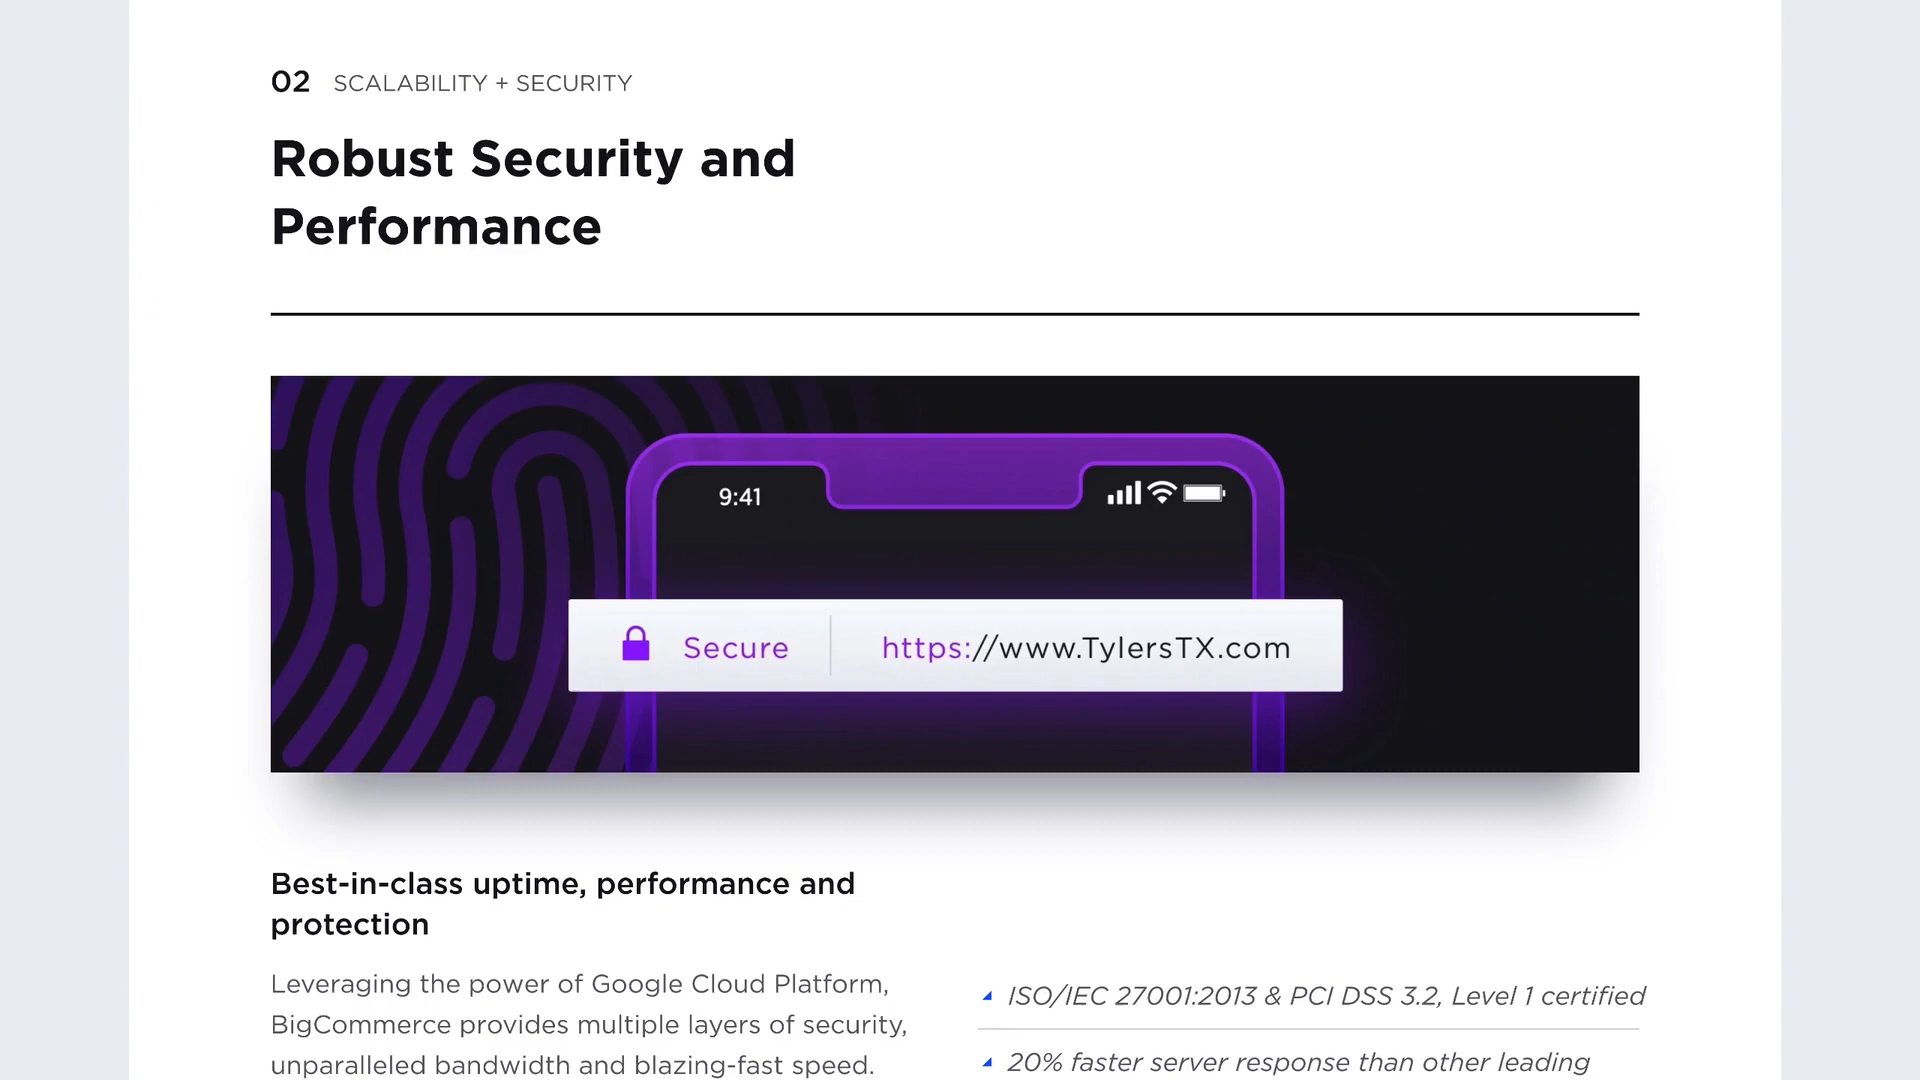 02 SCALABILITY + SECURITY
Robust Security and
Performance
9:41
Secure https://www.TylersTX.com
Best-in-class uptime, performance and
protection
Leveraging the power of Google Cloud Platform,
BigCommerce provides multiple layers of security,
unparalleled bandwidth and blazing-fast speed.
ISO/IEC 27001:2013 & PCI DSS 3.2, Level 1 certified
20% faster server response than other leading